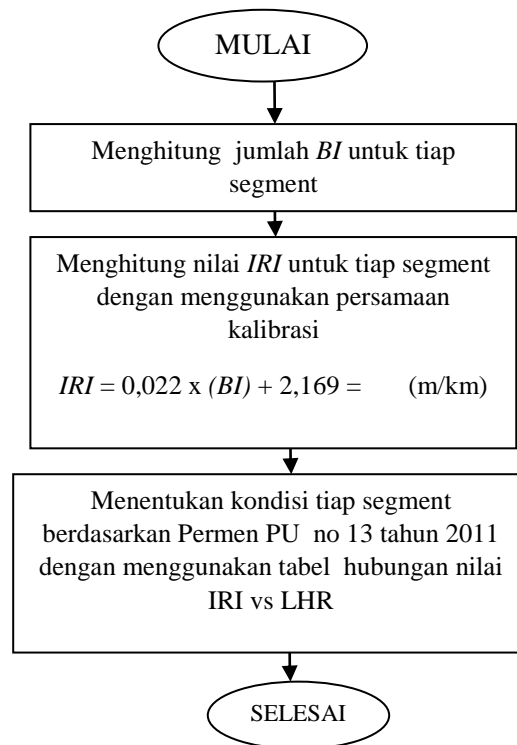 MULAI
Menghitung jumlah BI untuk tiap
segment
Menghitung nilai IRI untuk tiap segment
dengan menggunakan persamaan
kalibrasi
IRI = 0,022 x (BI) + 2,169 = (m/km)
Menentukan kondisi tiap segment
berdasarkan Permen PU no 13 tahun 2011
dengan menggunakan tabel hubungan nilai
IRI vs LHR
SELESAI